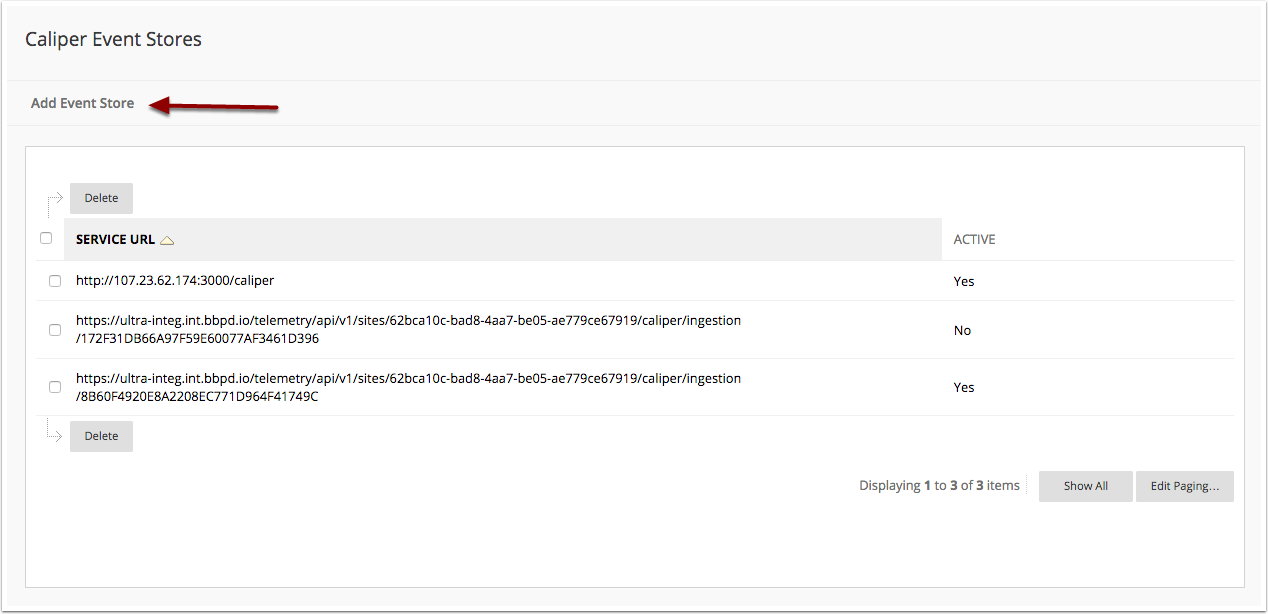 Caliper Event Stores
Add Event Store
Delete
SERVICE URL ACTIVE
http://107.23.62.174:3000/caliper Yes
https://ultra-integ.int.bbpd.io/telemetry/api/v1/sites/62bca10c-bad8-4aa7-be05-ae779ce67919/caliper/ingestion
/172F31DB66A97F59E60077AF3461D396 No
https://ultra-integ.int.bbpd.io/telemetry/api/v1/sites/62bca10c-bad8-4aa7-be05-ae779ce67919/caliper/ingestion
/8B60F4920E8A2208EC771D964F41749C Yes
Delete
Displaying 1 to 3 of 3 items Show All Edit Paging...